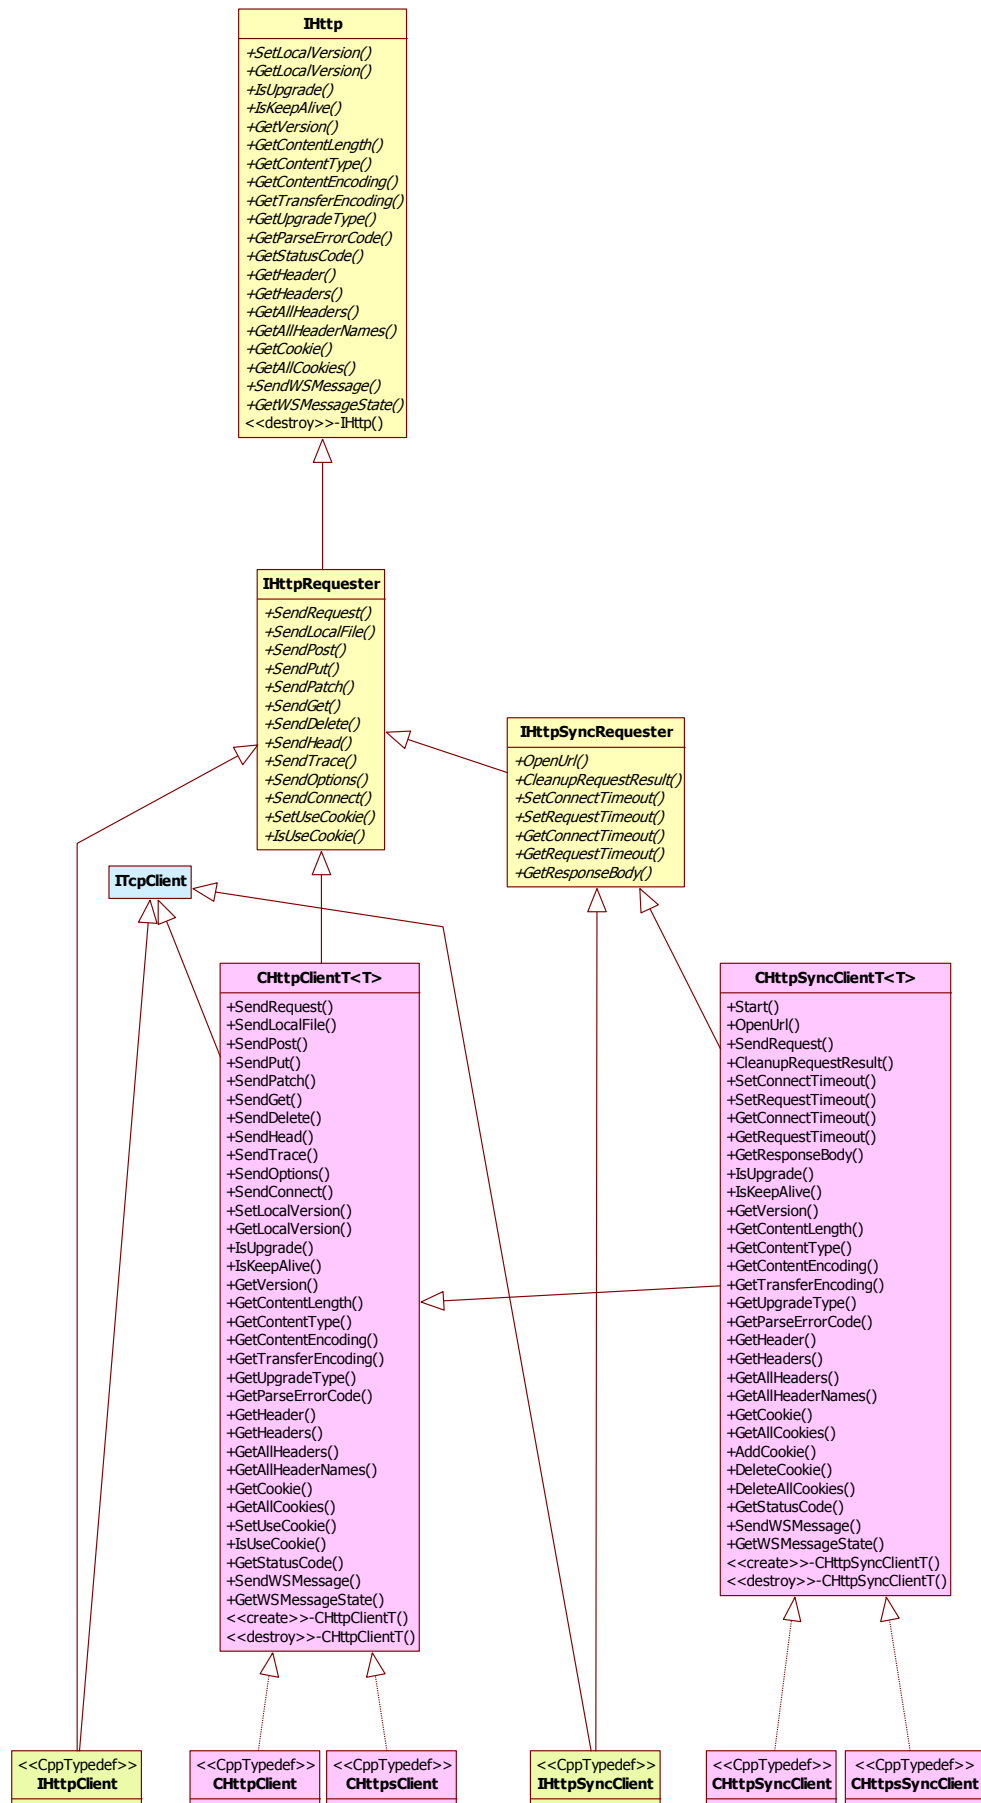 IHttp
+SetLocalVersion()
+GetLocalVersion()
+IsUpgrade()
+IsKeepAlive()
+GetVersion()
+GetContentLength()
+GetContentType()
+GetContentEncoding()
+GetTransferEncoding()
+GetUpgradeType()
+GetParseErrorCode()
+GetStatusCode()
+GetHeader()
+GetHeaders()
+GetAllHeaders()
+GetAllHeaderNames()
+GetCookie()
+GetAllCookies()
+SendWSMessage()
+GetWSMessageState()
<<destroy>>-IHttp()
IHttpRequester
+SendRequest()
+SendLocalFile()
+SendPost()
+SendPut()
+SendPatch()
+SendGet()
+SendDelete()
+SendHead()
+SendTrace()
+SendOptions()
+SendConnect()
+SetUseCookie()
+IsUseCookie()
IHttpSyncRequester
+OpenUrl()
+CleanupRequestResult()
+SetConnectTimeout()
+SetRequestTimeout()
+GetConnectTimeout()
+GetRequestTimeout()
+GetResponseBody()
ITcpClient
CHttpClientT<T>
+SendRequest()
+SendLocalFile()
+SendPost()
+SendPut()
+SendPatch()
+SendGet()
+SendDelete()
+SendHead()
+SendTrace()
+SendOptions()
+SendConnect()
+SetLocalVersion()
+GetLocalVersion()
+IsUpgrade()
+IsKeepAlive()
+GetVersion()
+GetContentLength()
+GetContentType()
+GetContentEncoding()
+GetTransferEncoding()
+GetUpgradeType()
+GetParseErrorCode()
+GetHeader()
+GetHeaders()
+GetAllHeaders()
+GetAllHeaderNames()
+GetCookie()
+GetAllCookies()
+SetUseCookie()
+IsUseCookie()
+GetStatusCode()
+SendWSMessage()
+GetWSMessageState()
<<create>>-CHttpClientT()
<<destroy>>-CHttpClientT()
CHttpSyncClientT<T>
+Start()
+OpenUrl()
+SendRequest()
+CleanupRequestResult()
+SetConnectTimeout()
+SetRequestTimeout()
+GetConnectTimeout()
+GetRequestTimeout()
+GetResponseBody()
+IsUpgrade()
+IsKeepAlive()
+GetVersion()
+GetContentLength()
+GetContentType()
+GetContentEncoding()
+GetTransferEncoding()
+GetUpgradeType()
+GetParseErrorCode()
+GetHeader()
+GetHeaders()
+GetAllHeaders()
+GetAllHeaderNames()
+GetCookie()
+GetAllCookies()
+AddCookie()
+DeleteCookie()
+DeleteAllCookies()
+GetStatusCode()
+SendWSMessage()
+GetWSMessageState()
<<create>>-CHttpSyncClientT()
<<destroy>>-CHttpSyncClientT()
<<CppTypedef>>
IHttpClient
<<CppTypedef>>
CHttpClient
<<CppTypedef>>
CHttpsClient
<<CppTypedef>>
IHttpSyncClient
<<CppTypedef>>
CHttpSyncClient
<<CppTypedef>>
CHttpsSyncClient